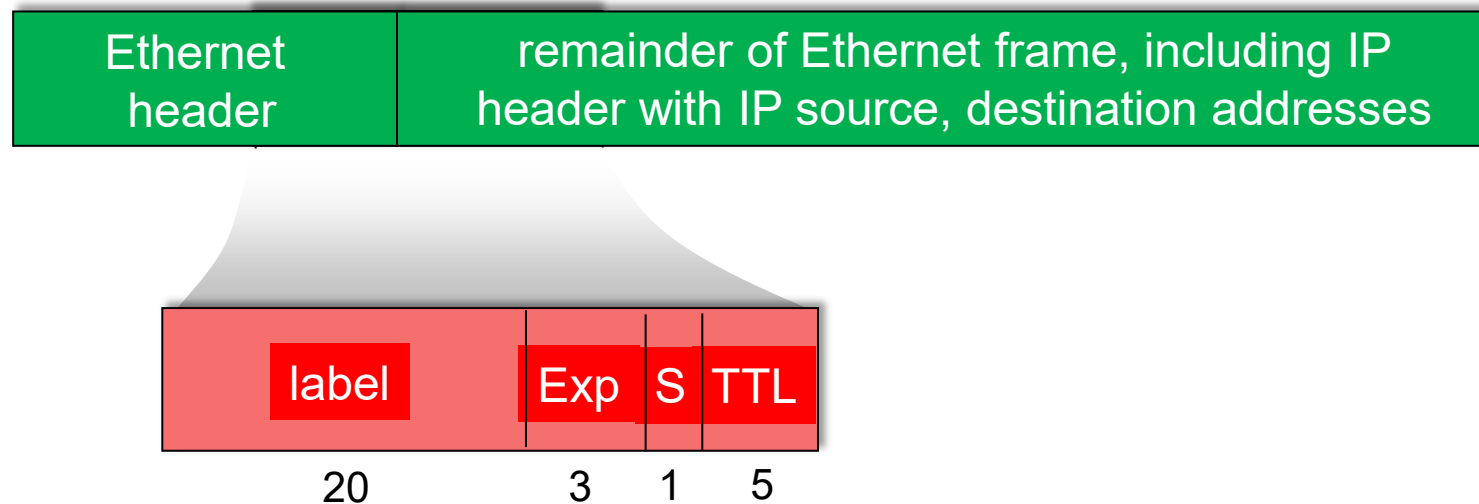 Ethernet
header
remainder of Ethernet frame, including IP
header with IP source, destination addresses
label Exp S TTL
20 3 1 5